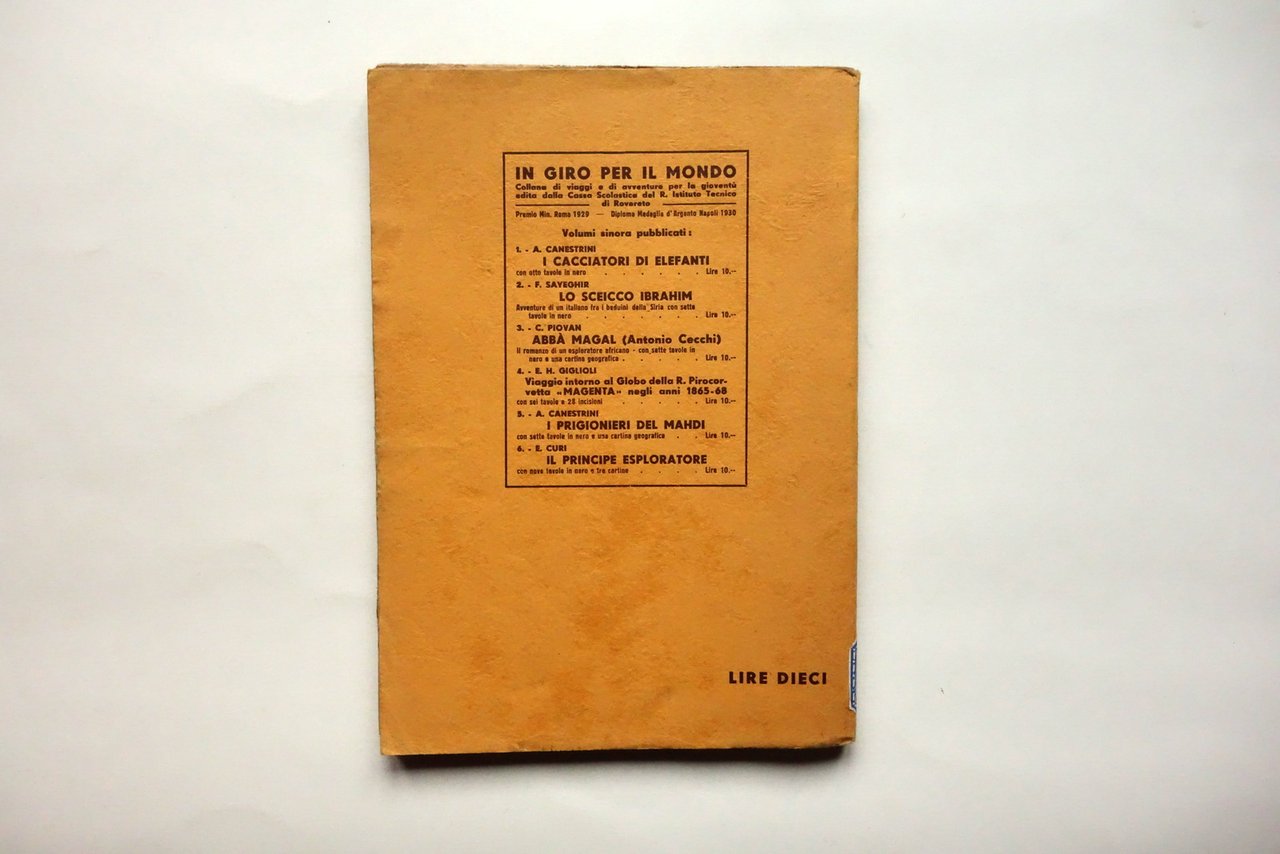 IN GIRO PER IL MONDO
Collana di viaggi e di avventure per la gioventù
edita dalla Cassa Scolastica del R. Istituto Tecnico
di Rovereto
Premio Min. Roma 1929 — Diploma Medaglia d'Argento Napoli 1930
Volumi sinora pubblicati :
1. - A. CANESTRINI
I CACCIATORI DI ELEFANTI
con otto tavole in nero . . . . . . Lire 10.--
2. - F. SAYEGHIR
LO SCEICCO IBRAHIM
Avventure di un italiano fra i beduini della Siria con sette
tavole in nero . . . . . . . Lire 10.--
3. - C. PIOVAN
ABBÀ MAGAL (Antonio Cecchi)
Il romanzo di un esploratore africano - con sette tavole in
nero e una cartina geografica . . . . . Lire 10.--
4. - E. H. GIGLIOLI
Viaggio intorno al Globo della R. Pirocor-
vetta «MAGENTA» negli anni 1865-68
con sei tavole e 28 incisioni . . . . . Lire 10.--
5. - A. CANESTRINI
I PRIGIONIERI DEL MAHDI
con sette tavole in nero e una cartina geografica . . Lire 10.--
6. - E. CURI
IL PRINCIPE ESPLORATORE
con nove tavole in nero e tre cartine . . . . Lire 10.--
LIRE DIECI